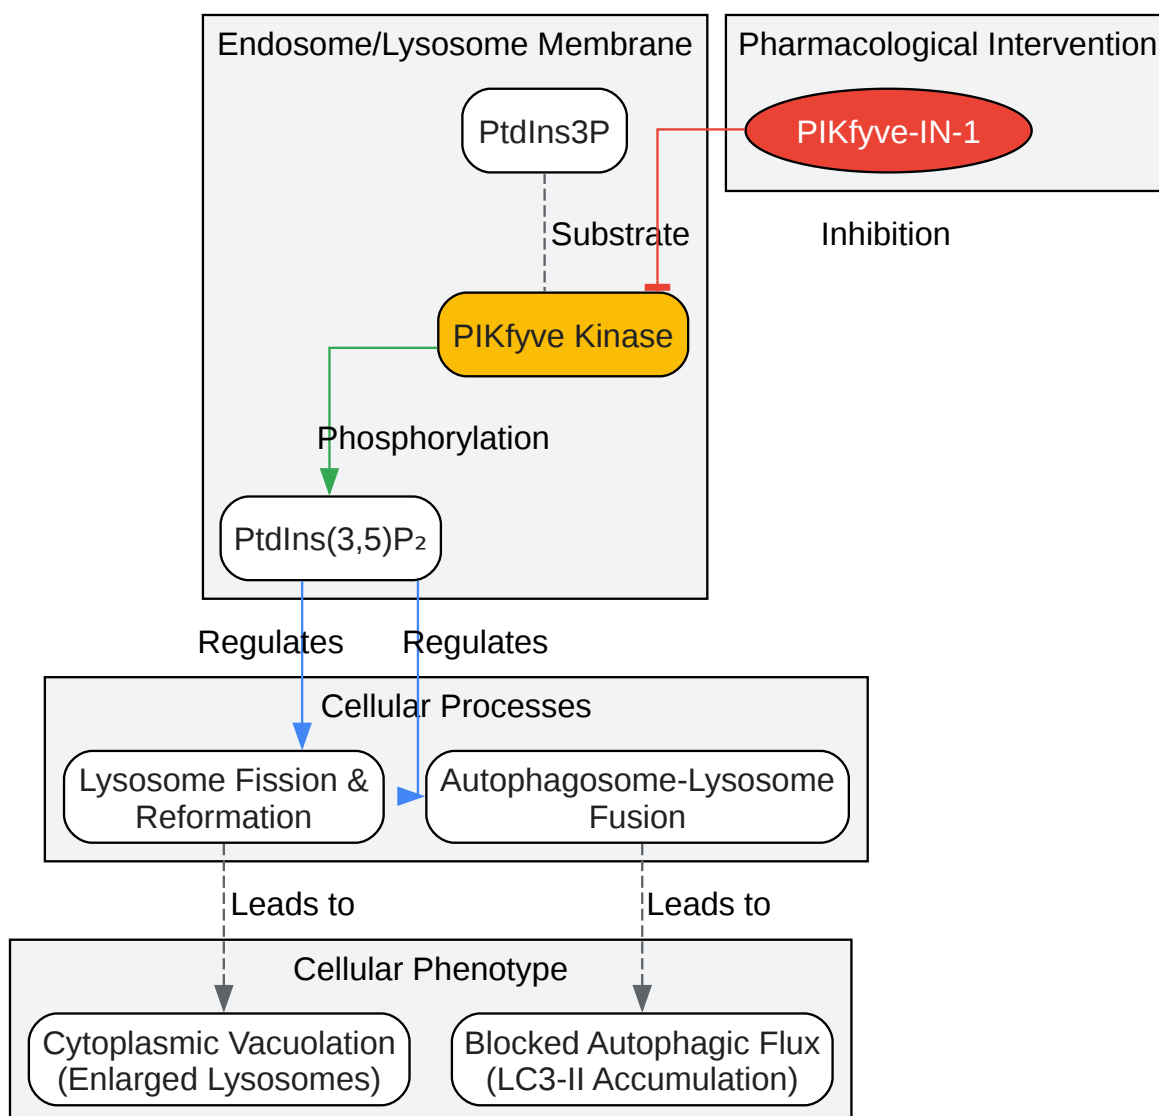 Endosome/Lysosome Membrane
Pharmacological Intervention
PtdIns3P
PIKfyve-IN-1
Substrate
Inhibition
PIKfyve Kinase
Phosphorylation
PtdIns(3,5)P₂
Regulates
Regulates
Cellular Processes
Lysosome Fission &
Reformation
Autophagosome-Lysosome
Fusion
Leads to
Leads to
Cellular Phenotype
Cytoplasmic Vacuolation
(Enlarged Lysosomes)
Blocked Autophagic Flux
(LC3-II Accumulation)